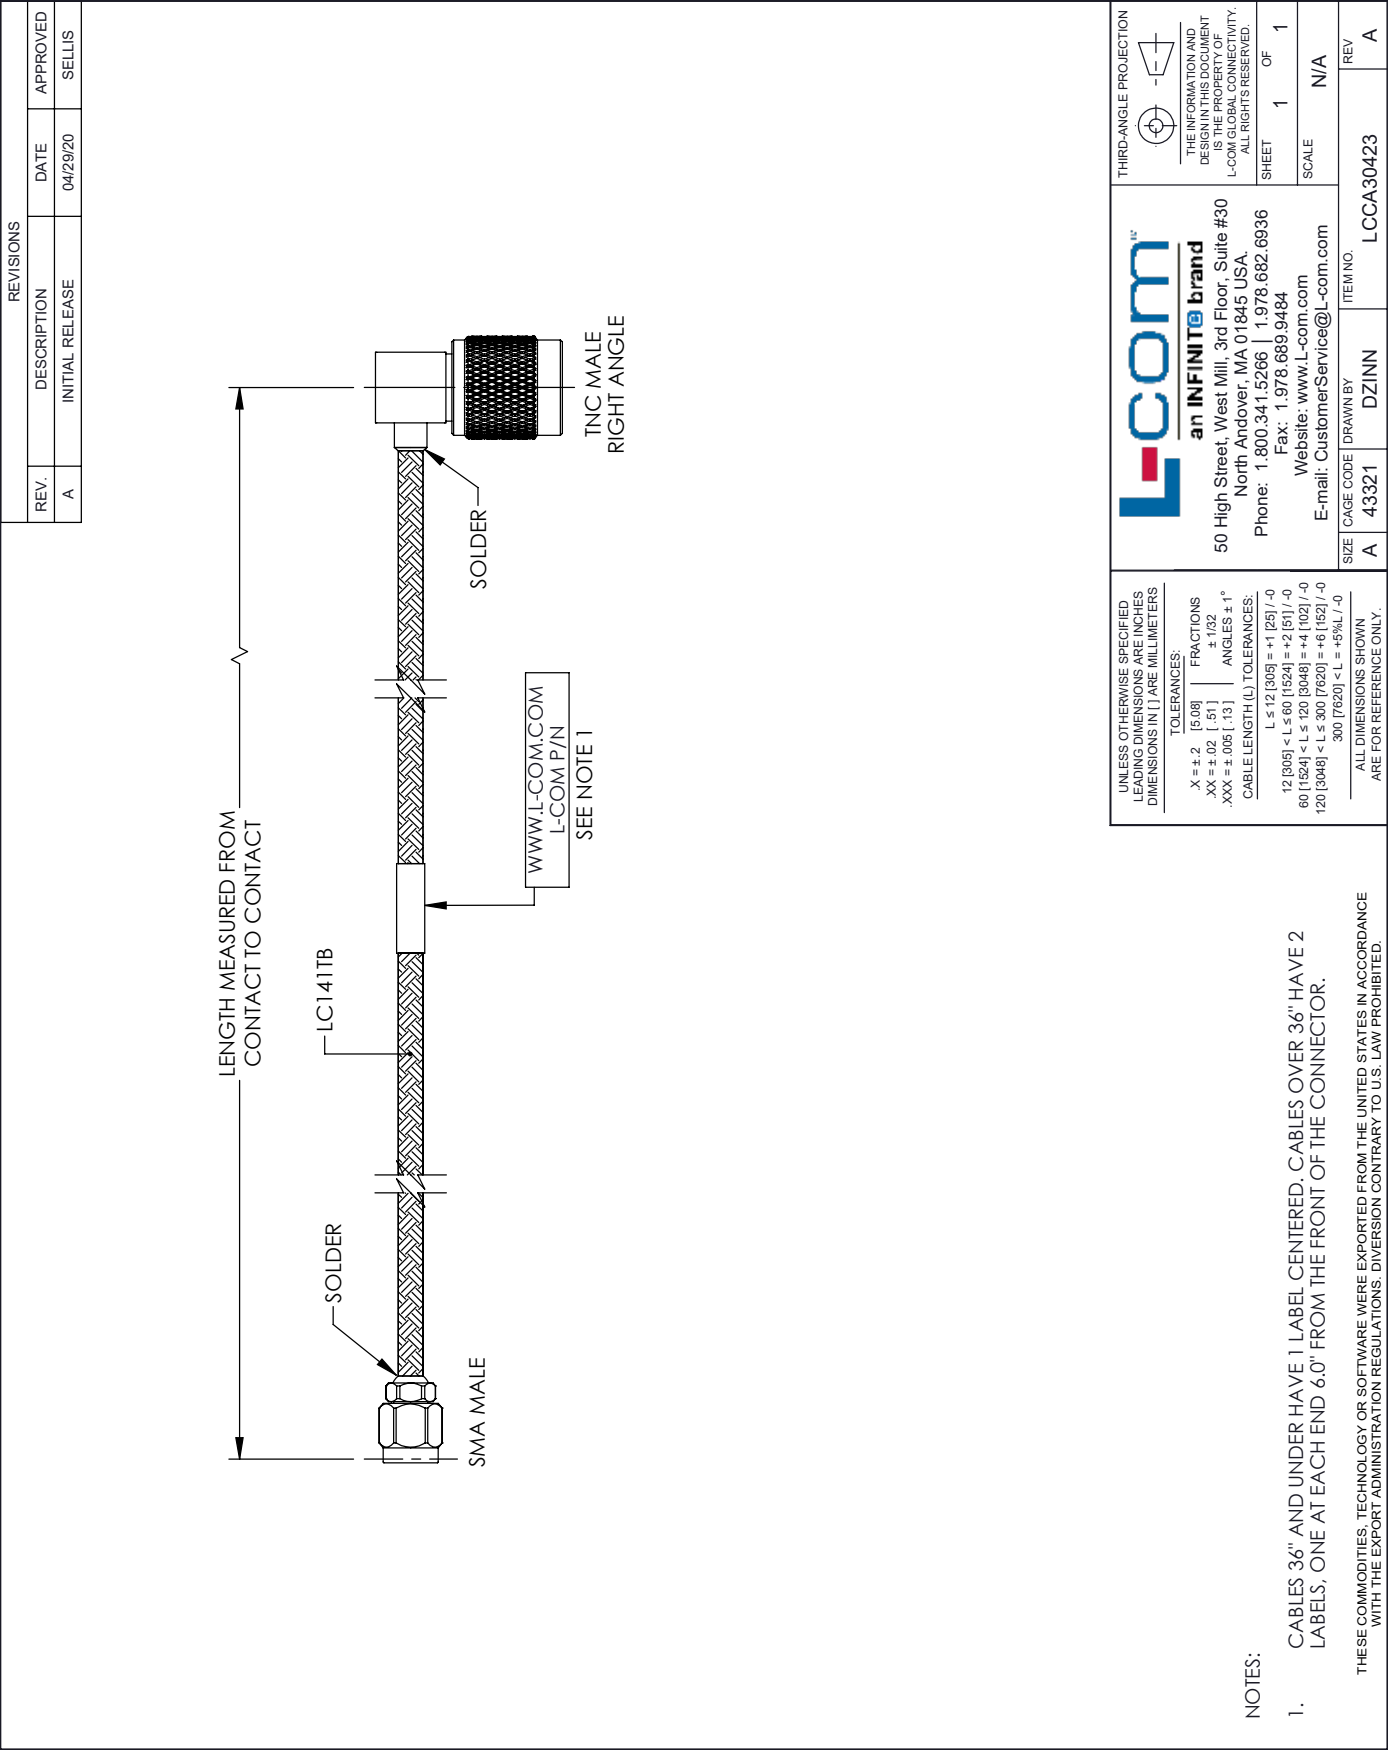 REVISIONS
REV. DESCRIPTION DATE APPROVED
A INITIAL RELEASE 04/29/20 SELLIS
LENGTH MEASURED FROM
CONTACT TO CONTACT
LC141TB
SOLDER
SOLDER
SMA MALE
TNC MALE
RIGHT ANGLE
WWW.L-COM.COM
L-COM P/N
SEE NOTE 1
NOTES:
1. CABLES 36" AND UNDER HAVE 1 LABEL CENTERED. CABLES OVER 36" HAVE 2
LABELS, ONE AT EACH END 6.0" FROM THE FRONT OF THE CONNECTOR.
THESE COMMODITIES, TECHNOLOGY OR SOFTWARE WERE EXPORTED FROM THE UNITED STATES IN ACCORDANCE
WITH THE EXPORT ADMINISTRATION REGULATIONS. DIVERSION CONTRARY TO U.S. LAW PROHIBITED.
UNLESS OTHERWISE SPECIFIED
LEADING DIMENSIONS ARE INCHES
DIMENSIONS IN [ ] ARE MILLIMETERS
TOLERANCES:
.X = ± .2 [5.08] FRACTIONS
.XX = ± .02 [ .51 ] ± 1/32
.XXX = ± .005 [ .13 ] ANGLES ± 1°
CABLE LENGTH (L) TOLERANCES:
L ≤ 12 [305] = +1 [25] / -0
12 [305] < L ≤ 60 [1524] = +2 [51] / -0
60 [1524] < L ≤ 120 [3048] = +4 [102] / -0
120 [3048] < L ≤ 300 [7620] = +6 [152] / -0
300 [7620] < L = +5%L / -0
ALL DIMENSIONS SHOWN
ARE FOR REFERENCE ONLY.
L-com
an INFINITe brand
50 High Street, West Mill, 3rd Floor, Suite #30
North Andover, MA 01845 USA.
Phone: 1.800.341.5266 | 1.978.682.6936
Fax: 1.978.689.9484
Website: www.L-com.com
E-mail: CustomerService@L-com.com
THIRD-ANGLE PROJECTION
THE INFORMATION AND
DESIGN IN THIS DOCUMENT
IS THE PROPERTY OF
L-COM GLOBAL CONNECTIVITY.
ALL RIGHTS RESERVED.
SHEET 1 OF 1
SCALE N/A
SIZE A
CAGE CODE 43321
DRAWN BY DZINN
ITEM NO. LCCA30423
REV A